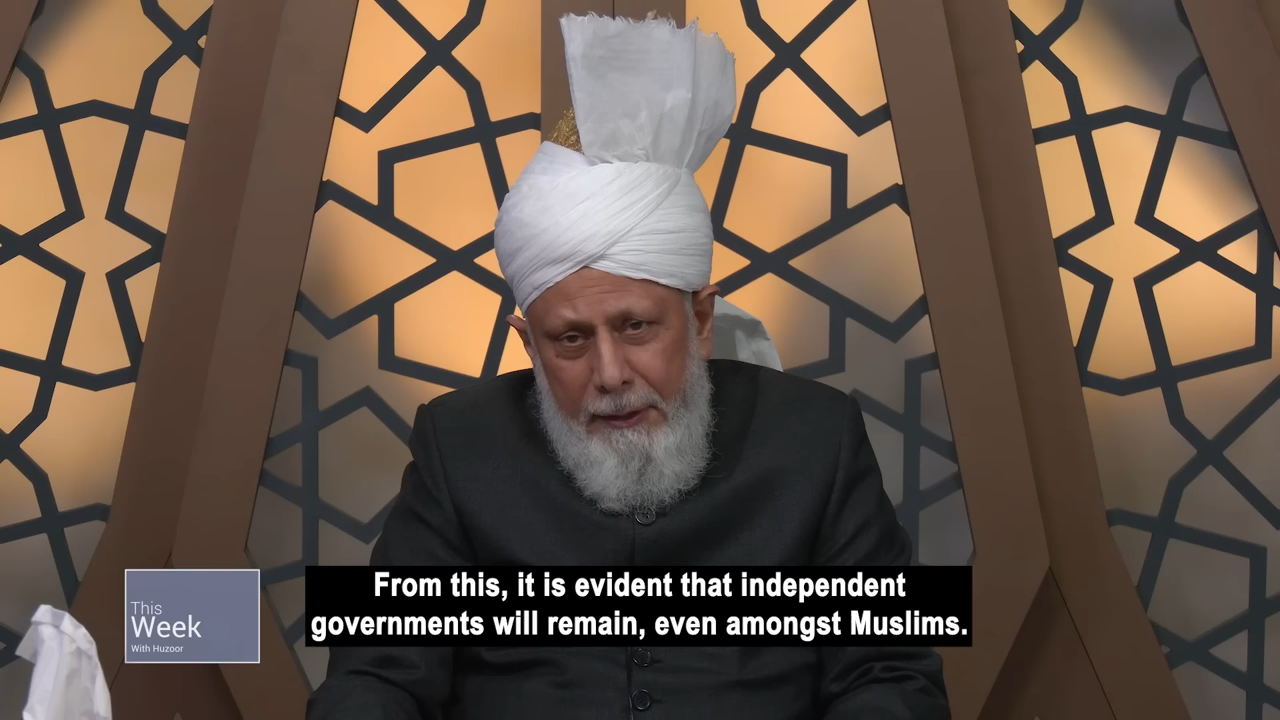 This
Week
With Huzoor
From this, it is evident that independent
governments will remain, even amongst Muslims.